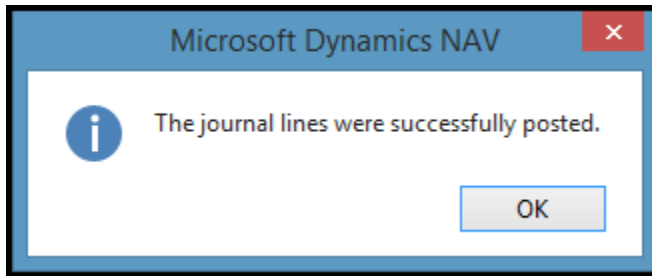 Microsoft Dynamics NAV
The journal lines were successfully posted.
OK